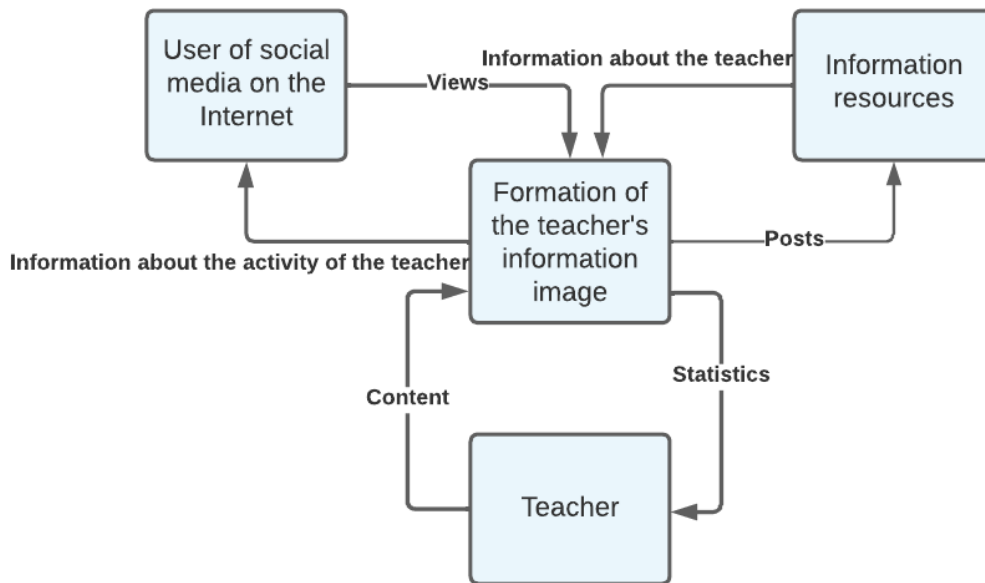 User of social
media on the
Internet
Views
Information about the teacher
Information
resources
Formation of
the teacher's
information
image
Information about the activity of the teacher
Posts
Content
Statistics
Teacher